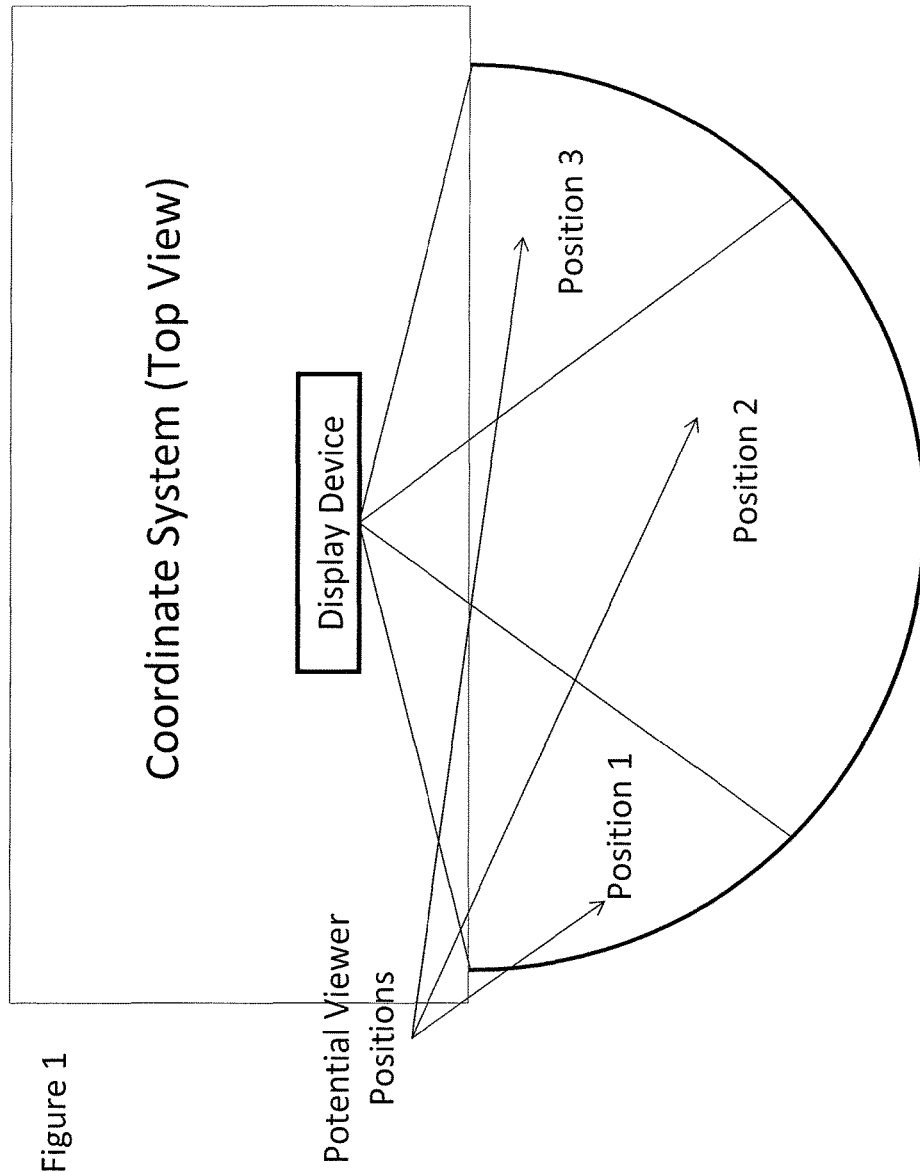 Figure 1
Coordinate System (Top View)
Display Device
Potential Viewer
Positions
Position 1
Position 2
Position 3